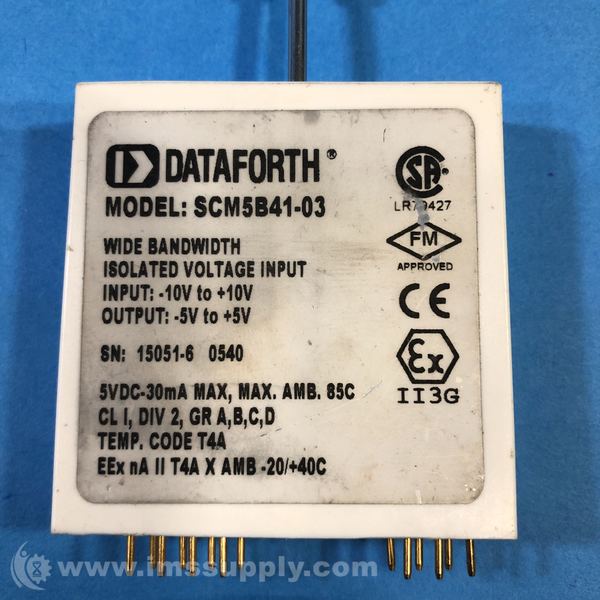 DATAFORTH®
MODEL: SCM5B41-03
WIDE BANDWIDTH
ISOLATED VOLTAGE INPUT
INPUT: -10V to +10V
OUTPUT: -5V to +5V
SN: 15051-6 0540
5VDC-30mA MAX, MAX. AMB. 85C
CL I, DIV 2, GR A,B,C,D
TEMP. CODE T4A
EEx nA II T4A X AMB -20/+40C
SA
LR79427
FM
APPROVED
CE
Ex
II3G
www.imssupply.com